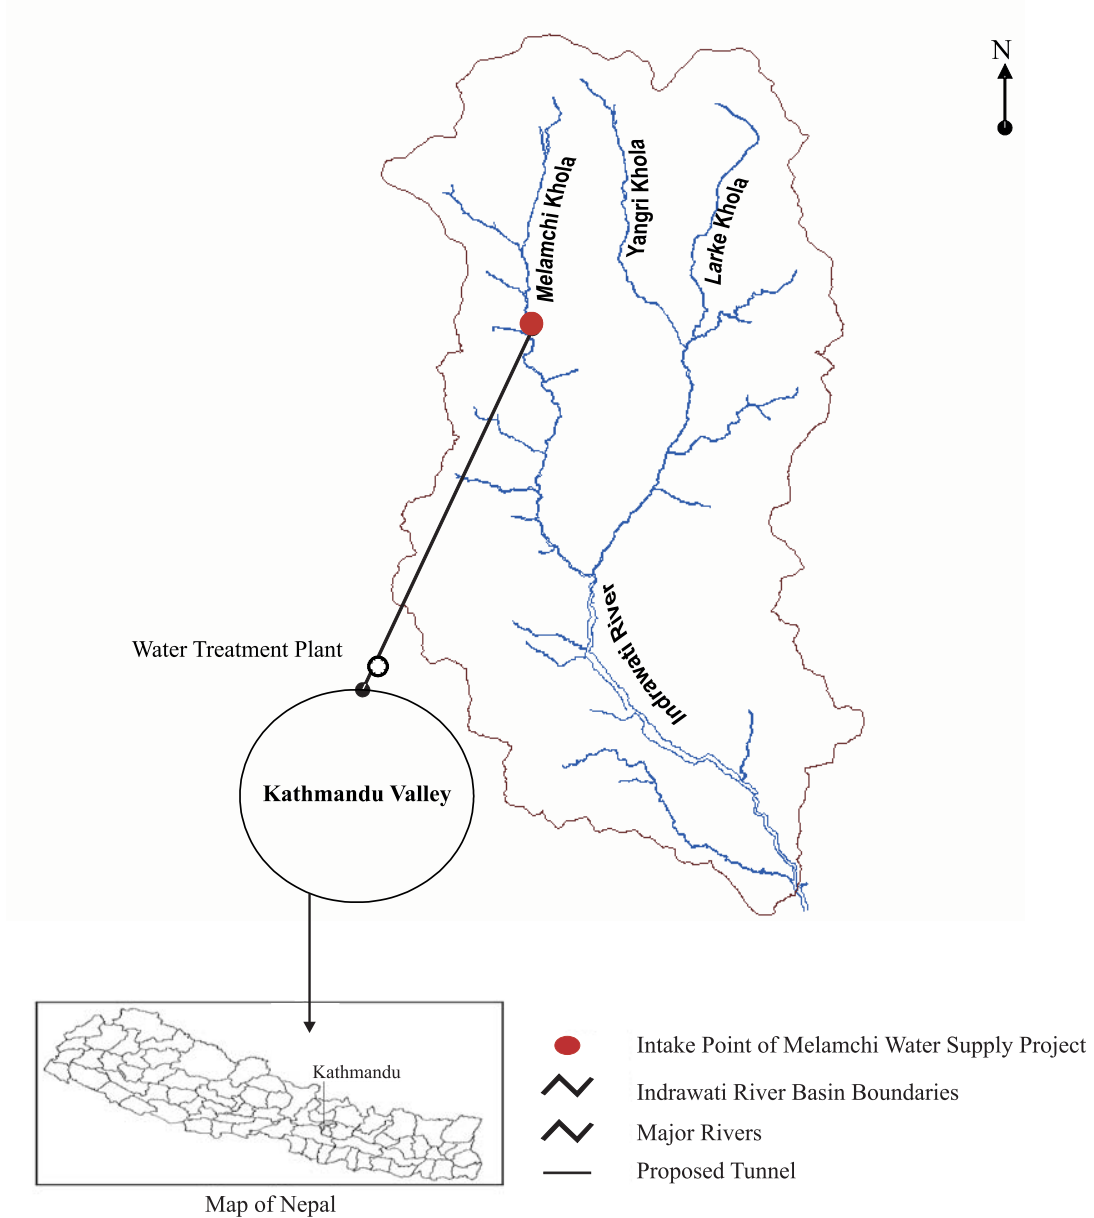 N
Melamchi Khola
Yangri Khola
Larke Khola
Indrawati River
Water Treatment Plant
Kathmandu Valley
Kathmandu
Map of Nepal
Intake Point of Melamchi Water Supply Project
Indrawati River Basin Boundaries
Major Rivers
Proposed Tunnel